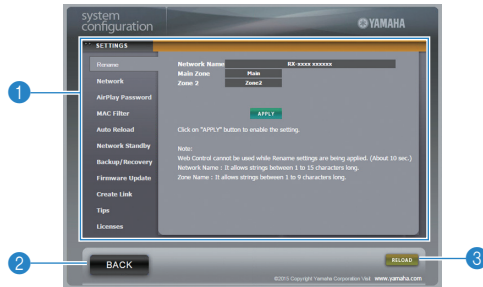 system
configuration
YAMAHA
SETTINGS
Rename
Network
AirPlay Password
MAC Filter
Auto Reload
Network Standby
Backup/Recovery
Firmware Update
Create Link
Tips
Licenses
Network Name RX-xxxx xxxxxx
Main Zone Main
Zone 2 Zone2
APPLY
Click on "APPLY" button to enable the setting.
Note:
Web Control cannot be used while Rename settings are being applied. (About 10 sec.)
Network Name : It allows strings between 1 to 15 characters long.
Zone Name : It allows strings between 1 to 9 characters long.
1
2
BACK
RELOAD
3
©2015 Copyright Yamaha Corporation Visit www.yamaha.com